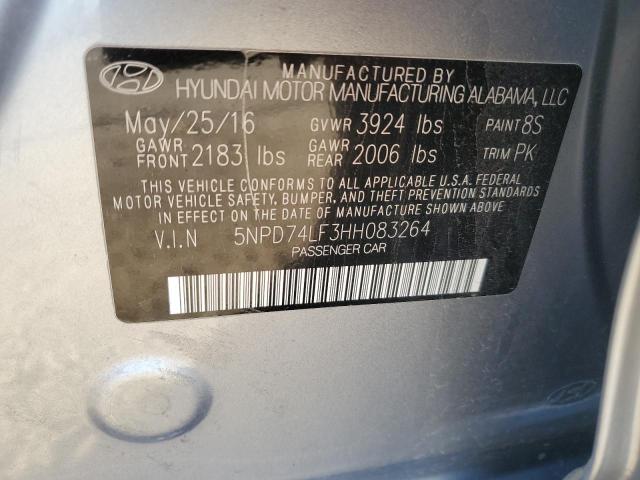 MANUFACTURED BY
HYUNDAI MOTOR MANUFACTURING ALABAMA, LLC
May/25/16 GVWR 3924 lbs PAINT 8S
GAWR FRONT 2183 lbs GAWR REAR 2006 lbs TRIM PK
THIS VEHICLE CONFORMS TO ALL APPLICABLE U.S.A. FEDERAL
MOTOR VEHICLE SAFETY, BUMPER, AND THEFT PREVENTION STANDARDS
IN EFFECT ON THE DATE OF MANUFACTURE SHOWN ABOVE.
V.I.N 5NPD74LF3HH083264
PASSENGER CAR